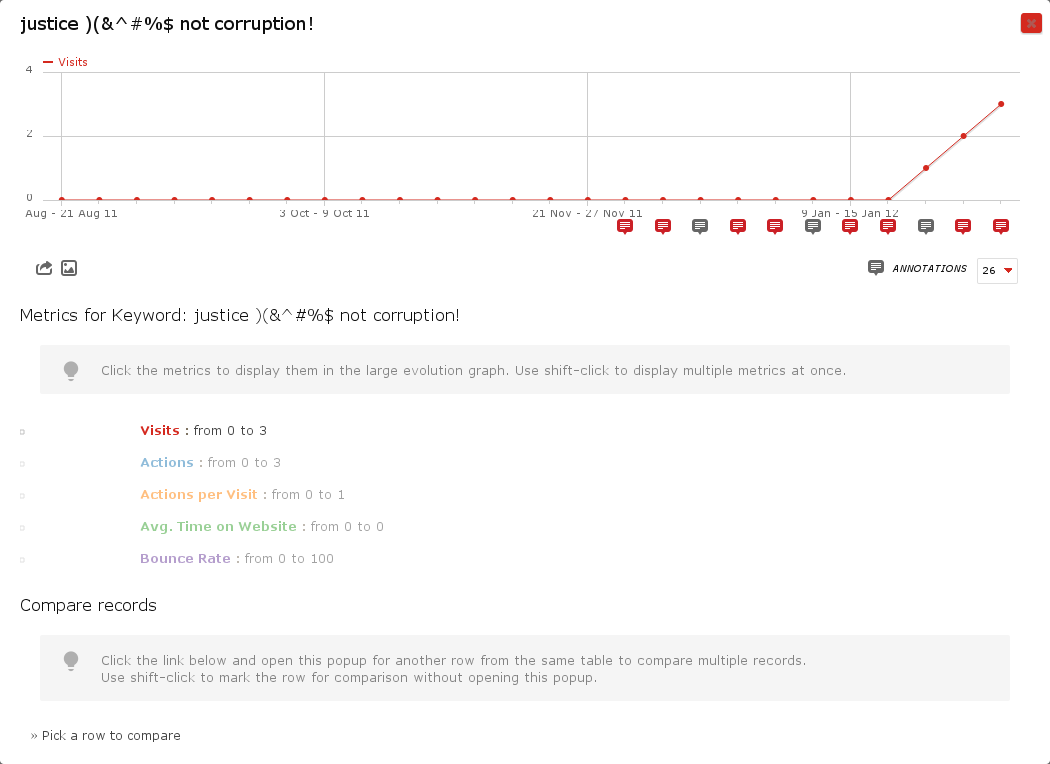 justice )(&^#%$ not corruption!
Visits
4
2
0
Aug - 21 Aug 11
3 Oct - 9 Oct 11
21 Nov - 27 Nov 11
9 Jan - 15 Jan 12
ANNOTATIONS
26
Metrics for Keyword: justice )(&^#%$ not corruption!
Click the metrics to display them in the large evolution graph. Use shift-click to display multiple metrics at once.
Visits : from 0 to 3
Actions : from 0 to 3
Actions per Visit : from 0 to 1
Avg. Time on Website : from 0 to 0
Bounce Rate : from 0 to 100
Compare records
Click the link below and open this popup for another row from the same table to compare multiple records.
Use shift-click to mark the row for comparison without opening this popup.
» Pick a row to compare